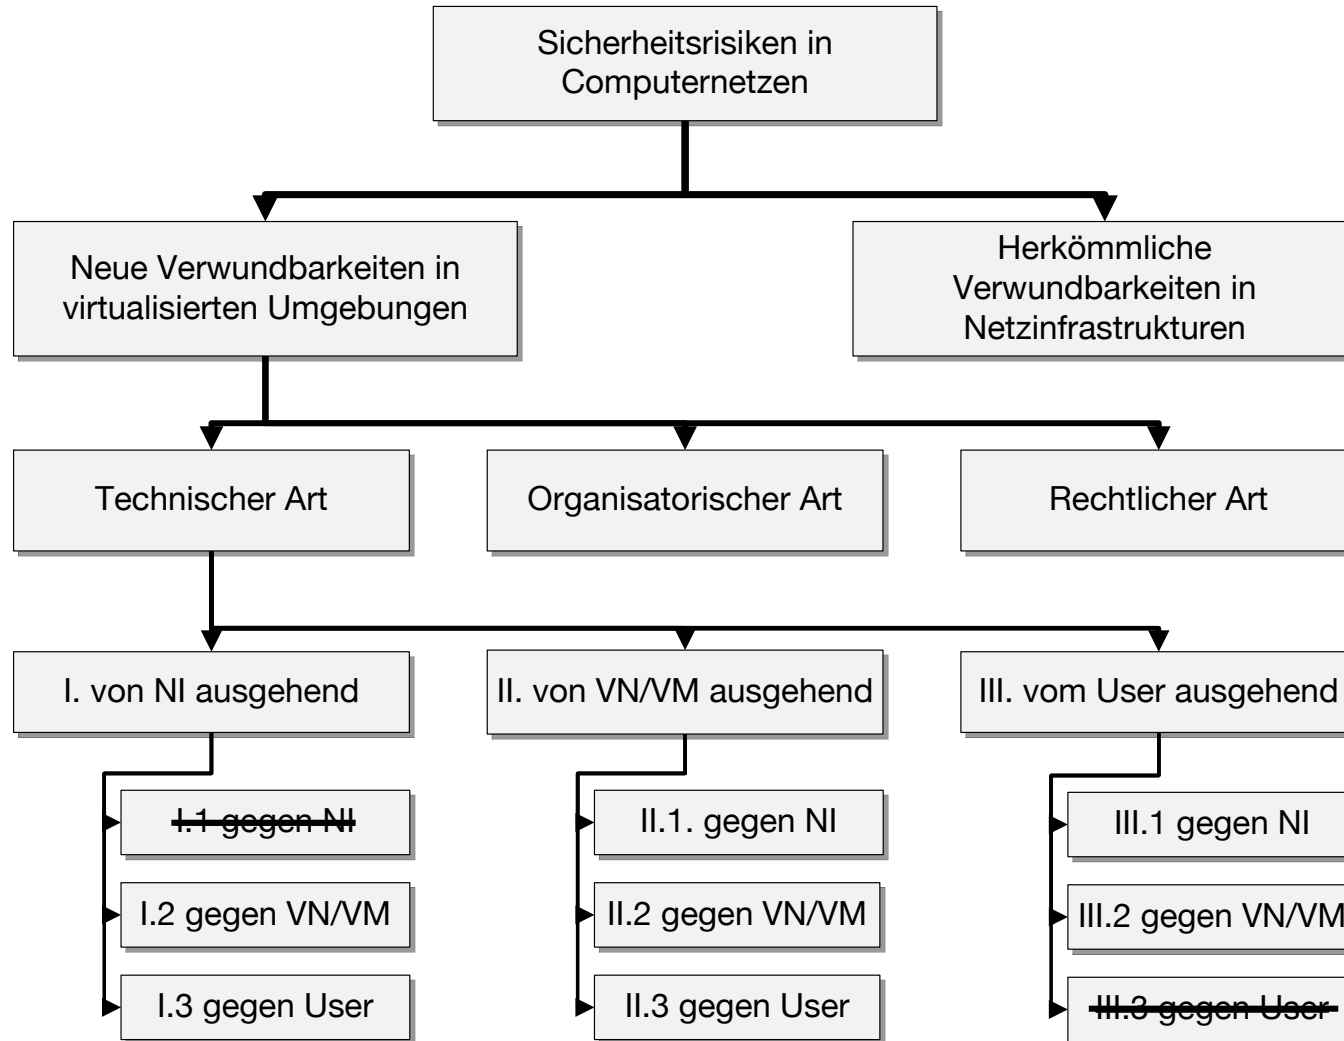 Sicherheitsrisiken in
Computernetzen
Neue Verwundbarkeiten in
virtualisierten Umgebungen
Herkömmliche
Verwundbarkeiten in
Netzinfrastrukturen
Technischer Art
Organisatorischer Art
Rechtlicher Art
I. von NI ausgehend
II. von VN/VM ausgehend
III. vom User ausgehend
I.1 gegen NI
I.2 gegen VN/VM
I.3 gegen User
II.1. gegen NI
II.2 gegen VN/VM
II.3 gegen User
III.1 gegen NI
III.2 gegen VN/VM
III.3 gegen User